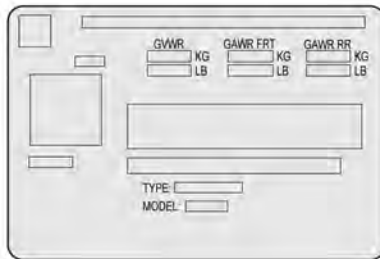 GVWR GAWR FRT GAWR RR
KG KG KG
LB LB LB
TYPE:
MODEL: